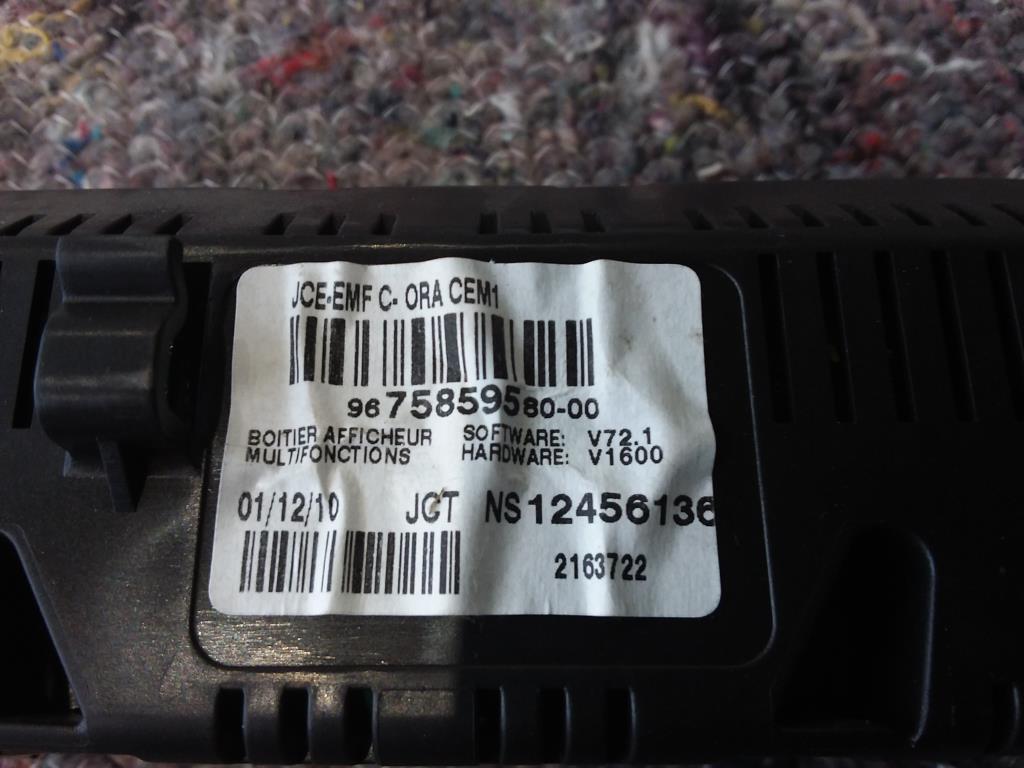 JCE-EMF C- ORA CEM1
9675859580-00
BOITIER AFFICHEUR SOFTWARE: V72.1
MULTIFONCTIONS HARDWARE: V1600
01/12/10 JCT NS12456136
2163722